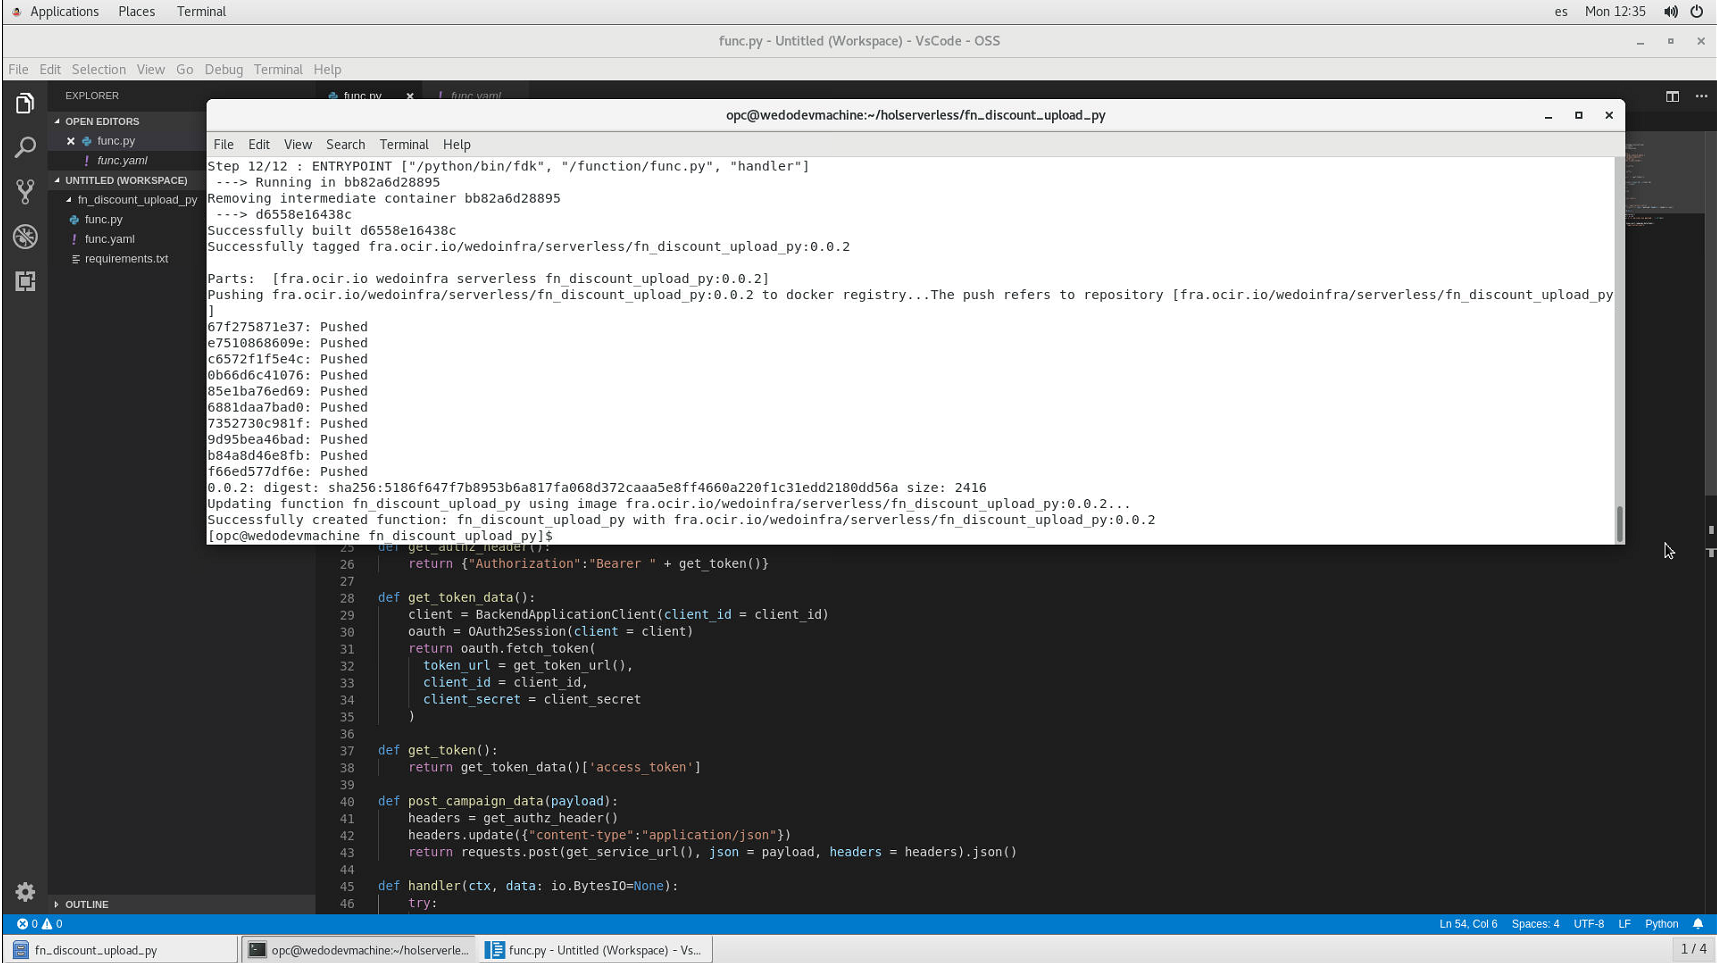 Applications Places Terminal es Mon 12:35
func.py - Untitled (Workspace) - VsCode - OSS
File Edit Selection View Go Debug Terminal Help
EXPLORER
func.py
func.yaml
OPEN EDITORS
func.py
func.yaml
UNTITLED (WORKSPACE)
fn_discount_upload_py
func.py
func.yaml
requirements.txt
OUTLINE
opc@wedodevmachine:~/holserverless/fn_discount_upload_py
File Edit View Search Terminal Help
Step 12/12 : ENTRYPOINT ["/python/bin/fdk", "/function/func.py", "handler"]
---> Running in bb82a6d28895
Removing intermediate container bb82a6d28895
---> d6558e16438c
Successfully built d6558e16438c
Successfully tagged fra.ocir.io/wedoinfra/serverless/fn_discount_upload_py:0.0.2
Parts:  [fra.ocir.io wedoinfra serverless fn_discount_upload_py:0.0.2]
Pushing fra.ocir.io/wedoinfra/serverless/fn_discount_upload_py:0.0.2 to docker registry...The push refers to repository [fra.ocir.io/wedoinfra/serverless/fn_discount_upload_py
]
67f275871e37: Pushed
e7510868609e: Pushed
c6572f1f5e4c: Pushed
0b66d6c41076: Pushed
85e1ba76ed69: Pushed
6881daa7bad0: Pushed
7352730c981f: Pushed
9d95bea46bad: Pushed
b84a8d46e8fb: Pushed
f66ed577df6e: Pushed
0.0.2: digest: sha256:5186f647f7b8953b6a817fa068d372caaa5e8ff4660a220f1c31edd2180dd56a size: 2416
Updating function fn_discount_upload_py using image fra.ocir.io/wedoinfra/serverless/fn_discount_upload_py:0.0.2...
Successfully created function: fn_discount_upload_py with fra.ocir.io/wedoinfra/serverless/fn_discount_upload_py:0.0.2
[opc@wedodevmachine fn_discount_upload_py]$
25 def get_authz_header():
26 return {"Authorization":"Bearer " + get_token()}
27
28 def get_token_data():
29 client = BackendApplicationClient(client_id = client_id)
30 oauth = OAuth2Session(client = client)
31 return oauth.fetch_token(
32 token_url = get_token_url(),
33 client_id = client_id,
34 client_secret = client_secret
35 )
36
37 def get_token():
38 return get_token_data()['access_token']
39
40 def post_campaign_data(payload):
41 headers = get_authz_header()
42 headers.update({"content-type":"application/json"})
43 return requests.post(get_service_url(), json = payload, headers = headers).json()
44
45 def handler(ctx, data: io.BytesIO=None):
46 try:
0 0 Ln 54, Col 6 Spaces: 4 UTF-8 LF Python
fn_discount_upload_py opc@wedodevmachine:~/holserverle... func.py - Untitled (Workspace) - Vs... 1 / 4